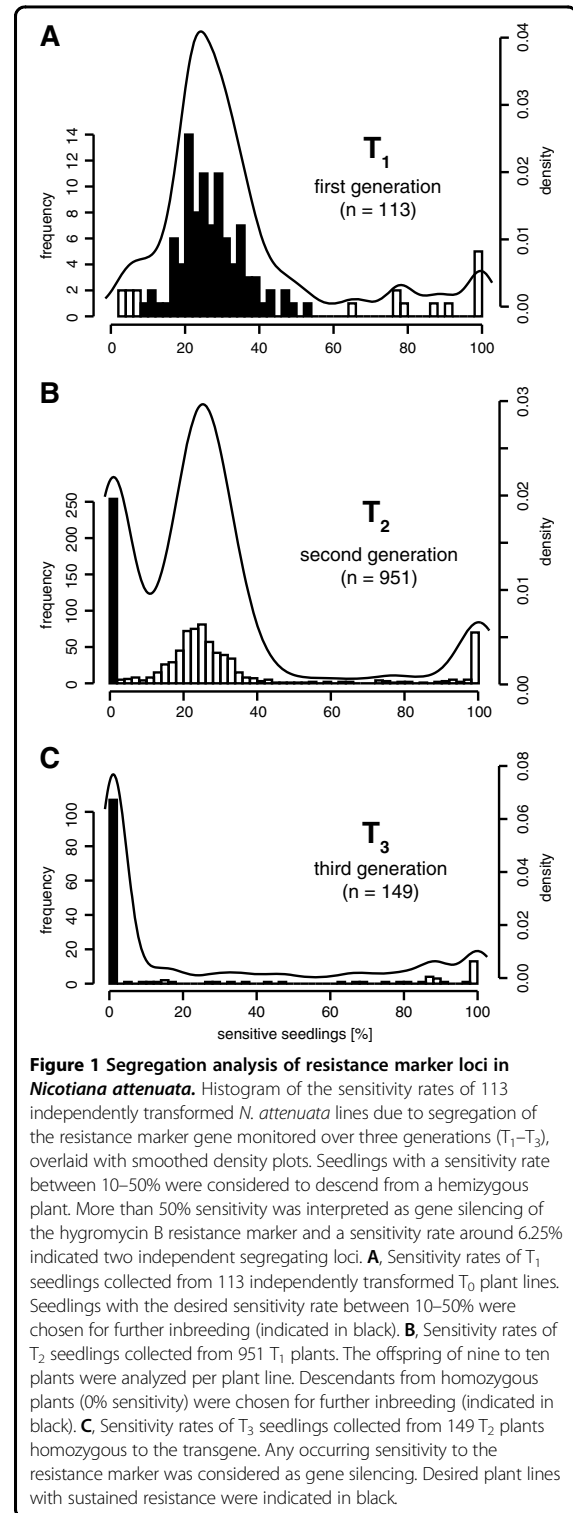 A
T1
first generation
(n = 113)
frequency
0 2 4 6 8 10 12 14
density
0.00 0.01 0.02 0.03 0.04
0 20 40 60 80 100
B
T2
second generation
(n = 951)
frequency
0 50 100 150 200 250
density
0.00 0.01 0.02 0.03
0 20 40 60 80 100
C
T3
third generation
(n = 149)
frequency
0 20 40 60 80 100
density
0.00 0.02 0.04 0.06 0.08
0 20 40 60 80 100
sensitive seedlings [%]
Figure 1 Segregation analysis of resistance marker loci in
Nicotiana attenuata. Histogram of the sensitivity rates of 113
independently transformed N. attenuata lines due to segregation of
the resistance marker gene monitored over three generations (T1–T3),
overlaid with smoothed density plots. Seedlings with a sensitivity rate
between 10–50% were considered to descend from a hemizygous
plant. More than 50% sensitivity was interpreted as gene silencing of
the hygromycin B resistance marker and a sensitivity rate around 6.25%
indicated two independent segregating loci. A, Sensitivity rates of T1
seedlings collected from 113 independently transformed T0 plant lines.
Seedlings with the desired sensitivity rate between 10–50% were
chosen for further inbreeding (indicated in black). B, Sensitivity rates of
T2 seedlings collected from 951 T1 plants. The offspring of nine to ten
plants were analyzed per plant line. Descendants from homozygous
plants (0% sensitivity) were chosen for further inbreeding (indicated in
black). C, Sensitivity rates of T3 seedlings collected from 149 T2 plants
homozygous to the transgene. Any occurring sensitivity to the
resistance marker was considered as gene silencing. Desired plant lines
with sustained resistance were indicated in black.